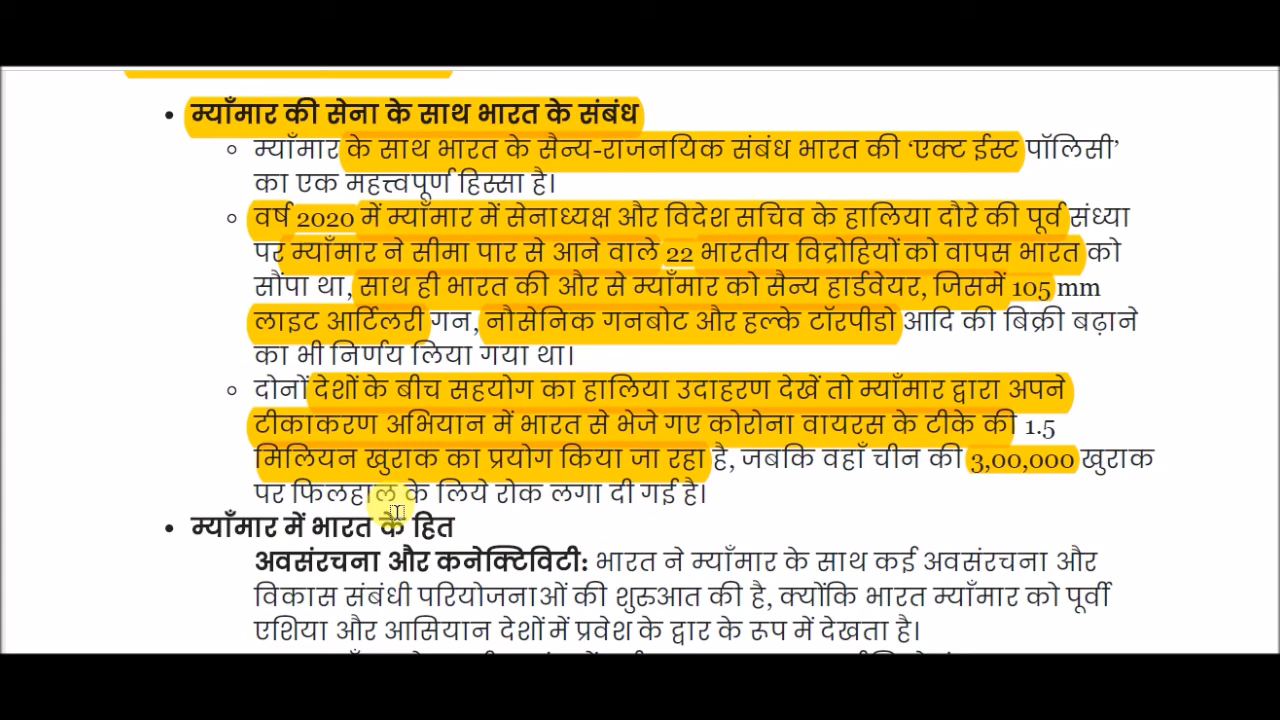 म्याँमार की सेना के साथ भारत के संबंध
म्याँमार के साथ भारत के सैन्य-राजनयिक संबंध भारत की ‘एक्ट ईस्ट पॉलिसी’
का एक महत्त्वपूर्ण हिस्सा है।
वर्ष 2020 में म्याँमार में सेनाध्यक्ष और विदेश सचिव के हालिया दौरे की पूर्व संध्या
पर म्याँमार ने सीमा पार से आने वाले 22 भारतीय विद्रोहियों को वापस भारत को
सौंपा था, साथ ही भारत की और से म्याँमार को सैन्य हार्डवेयर, जिसमें 105 mm
लाइट आर्टिलरी गन, नौसेनिक गनबोट और हल्के टॉरपीडो आदि की बिक्री बढ़ाने
का भी निर्णय लिया गया था।
दोनों देशों के बीच सहयोग का हालिया उदाहरण देखें तो म्याँमार द्वारा अपने
टीकाकरण अभियान में भारत से भेजे गए कोरोना वायरस के टीके की 1.5
मिलियन खुराक का प्रयोग किया जा रहा है, जबकि वहाँ चीन की 3,00,000 खुराक
पर फिलहाल के लिये रोक लगा दी गई है।
म्याँमार में भारत के हित
अवसंरचना और कनेक्टिविटी: भारत ने म्याँमार के साथ कई अवसंरचना और
विकास संबंधी परियोजनाओं की शुरुआत की है, क्योंकि भारत म्याँमार को पूर्वी
एशिया और आसियान देशों में प्रवेश के द्वार के रूप में देखता है।